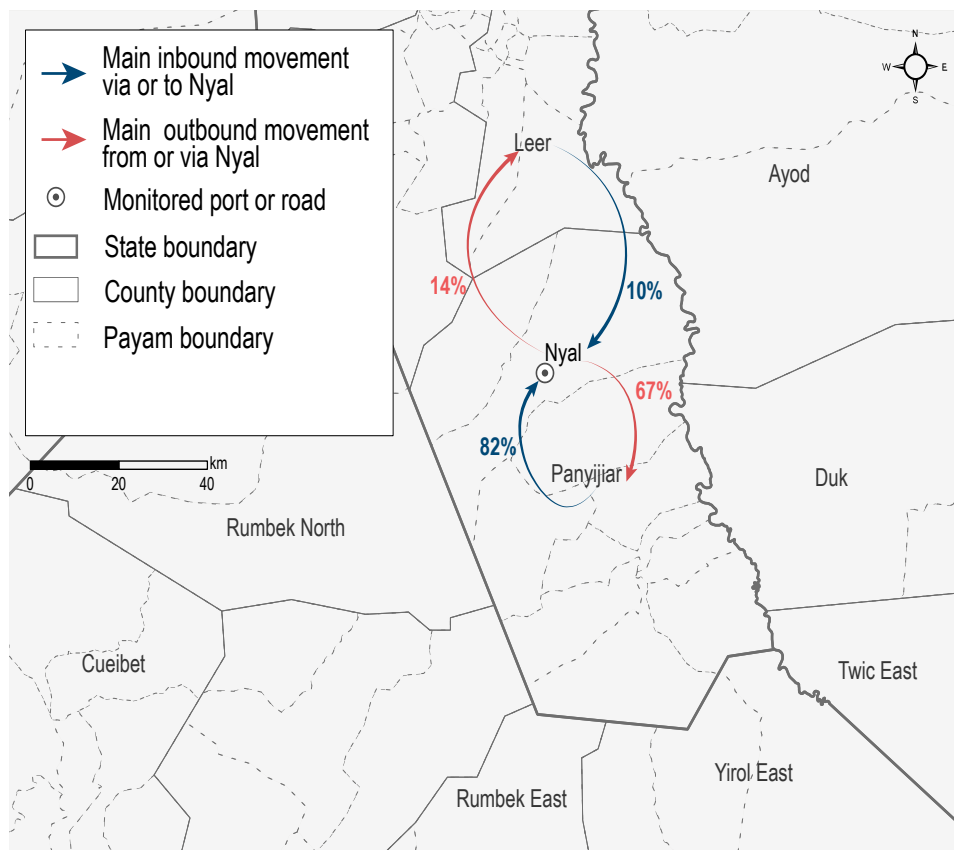 Main inbound movement
via or to Nyal
Main outbound movement
from or via Nyal
Monitored port or road
State boundary
County boundary
Payam boundary
km
0 20 40
N
W E
S
Leer
Ayod
14%
10%
Nyal
67%
82%
Panyijiar
Duk
Rumbek North
Cueibet
Twic East
Yirol East
Rumbek East